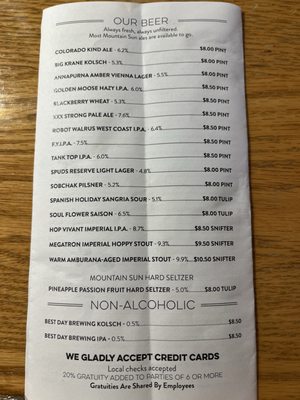 OUR BEER
Always fresh, always unfiltered.
Most Mountain Sun ales are available to go.
COLORADO KIND ALE - 6.2% $8.00 PINT
BIG KRANE KOLSCH - 5.3% $8.00 PINT
ANNAPURNA AMBER VIENNA LAGER - 5.5% $8.00 PINT
GOLDEN MOOSE HAZY I.P.A. 6.0% $8.50 PINT
BLACKBERRY WHEAT - 5.3% $8.50 PINT
XXX STRONG PALE ALE - 7.6% $8.50 PINT
ROBOT WALRUS WEST COAST I.P.A. - 6.4% $8.50 PINT
F.Y.I.P.A. - 7.5% $8.50 PINT
TANK TOP I.P.A. - 6.0% $8.50 PINT
SPUDS RESERVE LIGHT LAGER - 4.8% $8.00 PINT
SOBCHAK PILSNER - 5.2% $8.00 PINT
SPANISH HOLIDAY SANGRIA SOUR - 5.1% $8.00 TULIP
SOUL FLOWER SAISON - 6.5% $8.00 TULIP
HOP VIVANT IMPERIAL I.P.A. - 8.7% $8.50 SNIFTER
MEGATRON IMPERIAL HOPPY STOUT - 9.3% $9.50 SNIFTER
WARM AMBURANA-AGED IMPERIAL STOUT - 9.9% $10.50 SNIFTER
MOUNTAIN SUN HARD SELTZER
PINEAPPLE PASSION FRUIT HARD SELTZER - 5.0% $8.00 TULIP
NON-ALCOHOLIC
BEST DAY BREWING KOLSCH - 0.5% $8.50
BEST DAY BREWING IPA - 0.5% $8.50
WE GLADLY ACCEPT CREDIT CARDS
Local checks accepted
20% GRATUITY ADDED TO PARTIES OF 6 OR MORE
Gratuities Are Shared By Employees